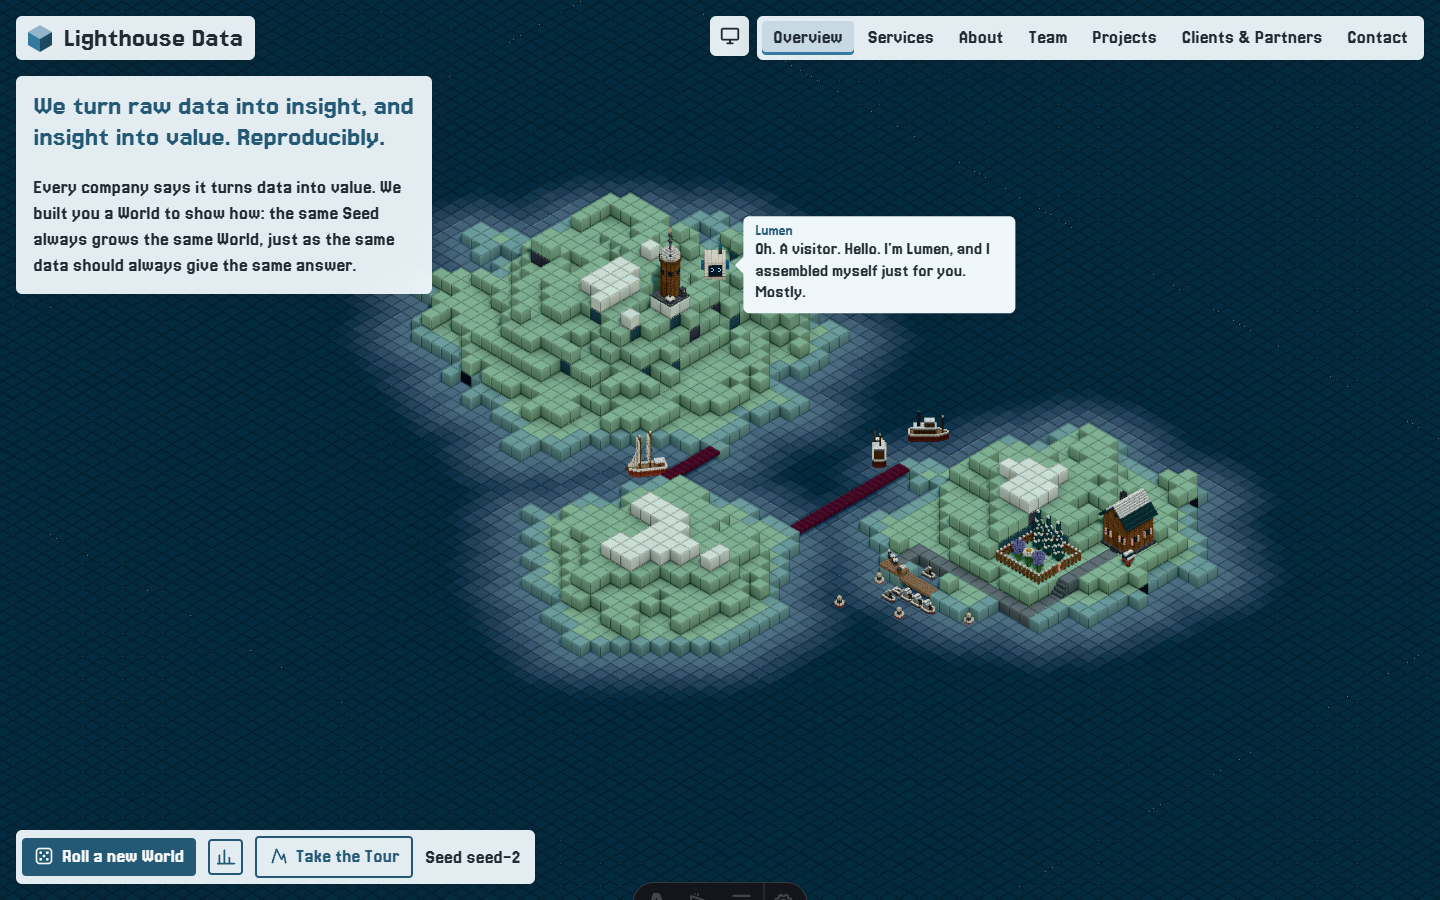 Lighthouse Data
Overview
Services
About
Team
Projects
Clients & Partners
Contact
We turn raw data into insight, and
insight into value. Reproducibly.
Every company says it turns data into value. We
built you a World to show how: the same Seed
always grows the same World, just as the same
data should always give the same answer.
Lumen
Oh. A visitor. Hello. I'm Lumen, and I
assembled myself just for you.
Mostly.
Roll a new World
Take the Tour
Seed seed-2